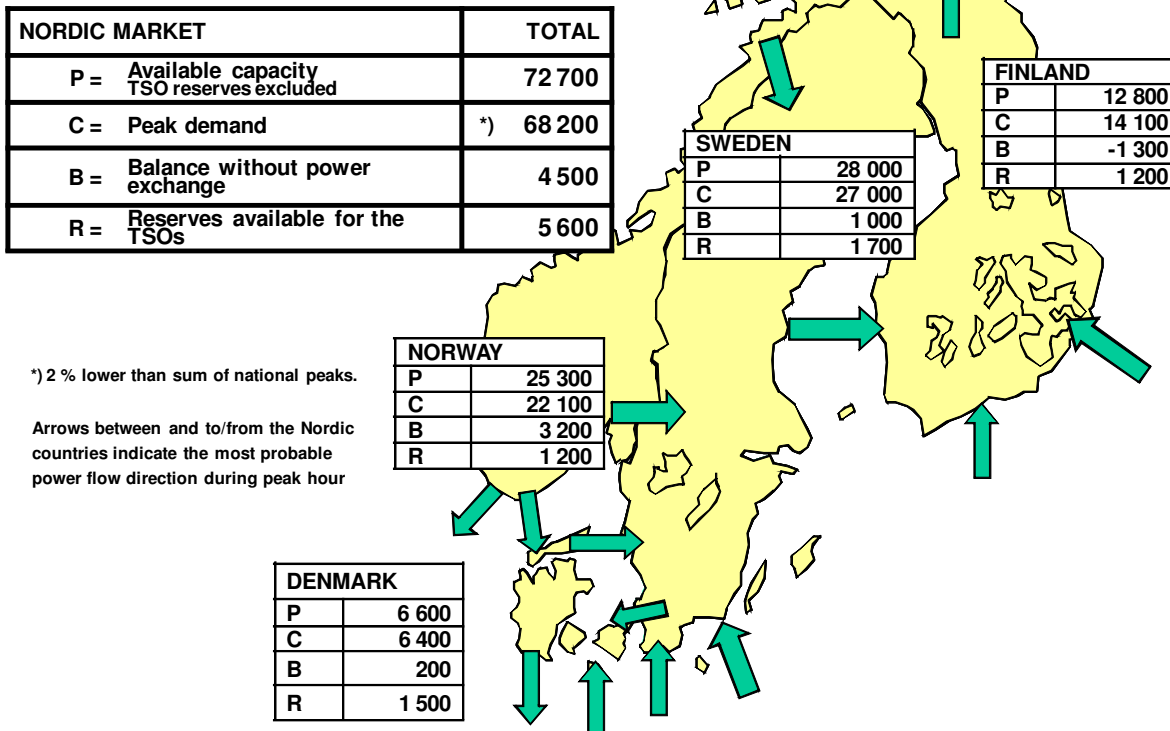 NORDIC MARKET TOTAL
P = Available capacity
TSO reserves excluded 72 700
C = Peak demand *) 68 200
B = Balance without power
exchange 4 500
R = Reserves available for the
TSOs 5 600
FINLAND
P 12 800
C 14 100
B -1 300
R 1 200
SWEDEN
P 28 000
C 27 000
B 1 000
R 1 700
NORWAY
P 25 300
C 22 100
B 3 200
R 1 200
*) 2 % lower than sum of national peaks.
Arrows between and to/from the Nordic
countries indicate the most probable
power flow direction during peak hour
DENMARK
P 6 600
C 6 400
B 200
R 1 500